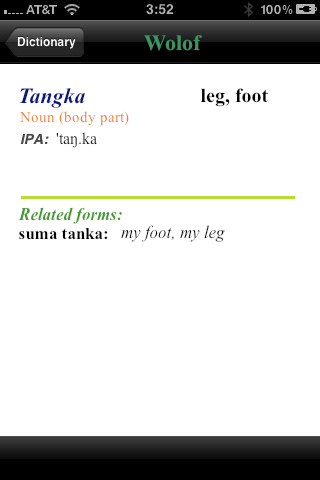 AT&T 3:52 100%
Dictionary Wolof
Tangka leg, foot
Noun (body part)
IPA: 'taŋ.ka
Related forms:
suma tanka: my foot, my leg